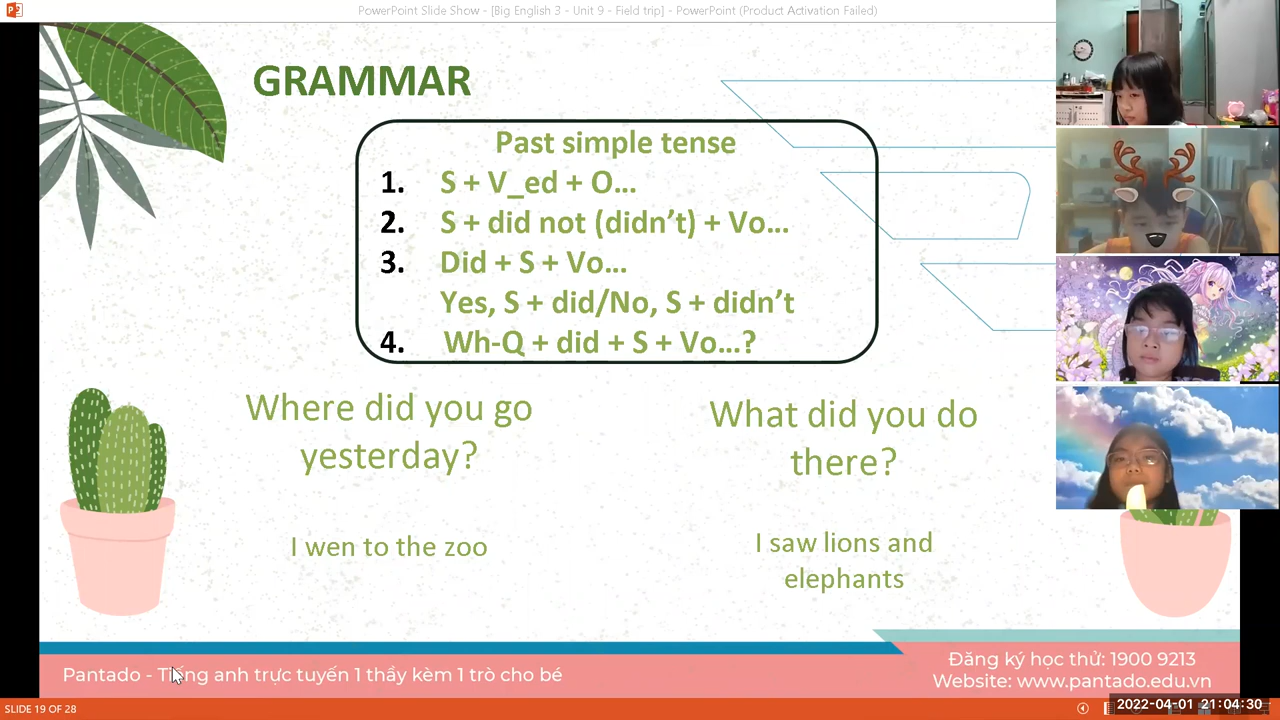 PowerPoint Slide Show - [Big English 3 - Unit 9 - Field trip] - PowerPoint (Product Activation Failed)
GRAMMAR
Past simple tense
1. S + V_ed + O...
2. S + did not (didn't) + Vo...
3. Did + S + Vo...
Yes, S + did/No, S + didn't
4. Wh-Q + did + S + Vo...?
Where did you go
yesterday?
What did you do
there?
I wen to the zoo
I saw lions and
elephants
Pantado - Tiếng anh trực tuyến 1 thầy kèm 1 trò cho bé
Đăng ký học thử: 1900 9213
Website: www.pantado.edu.vn
SLIDE 19 OF 28
2022-04-01 21:04:30